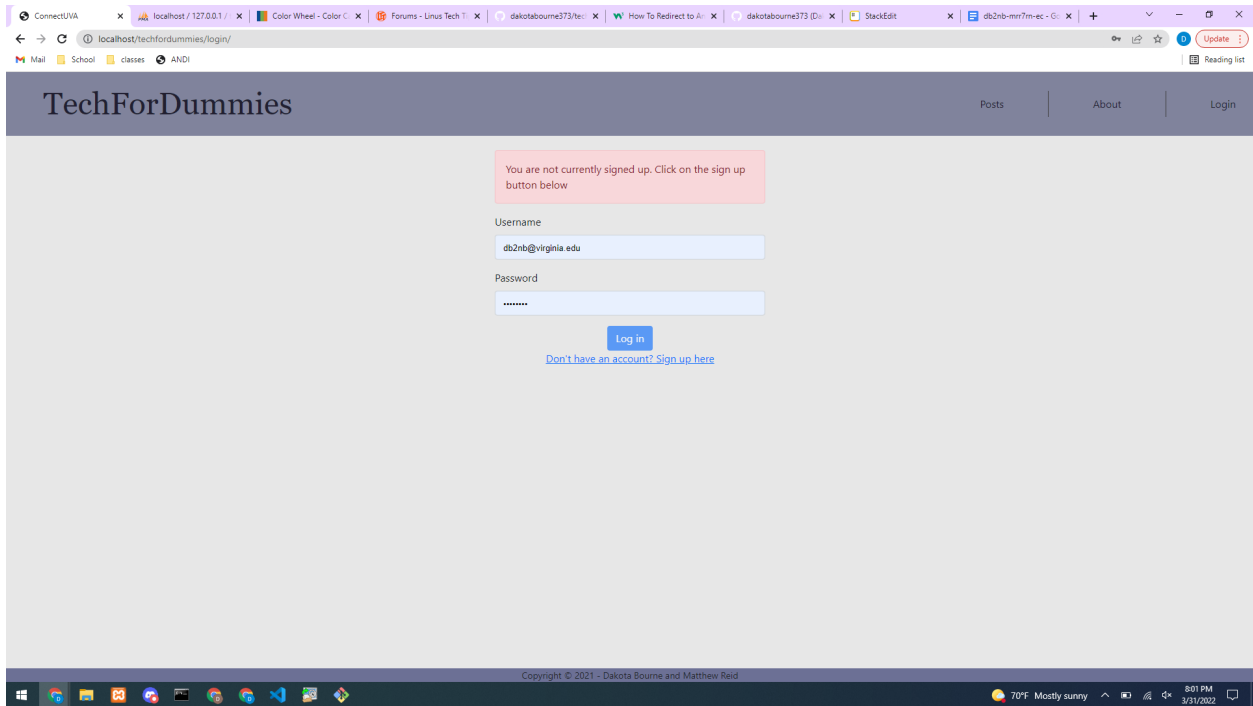 ConnectUVA
localhost / 127.0.0.1 /
Color Wheel - Color C
Forums - Linus Tech Ti
dakotabourne373/tec
How To Redirect to An
dakotabourne373 (Dak
StackEdit
db2nb-mrr7m-ec - Go
localhost/techfordummies/login/
D
Update
Mail
School
classes
ANDI
Reading list
TechForDummies
Posts
About
Login
You are not currently signed up. Click on the sign up
button below
Username
db2nb@virginia.edu
Password
Log in
Don't have an account? Sign up here
Copyright © 2021 - Dakota Bourne and Matthew Reid
70°F Mostly sunny
8:01 PM
3/31/2022